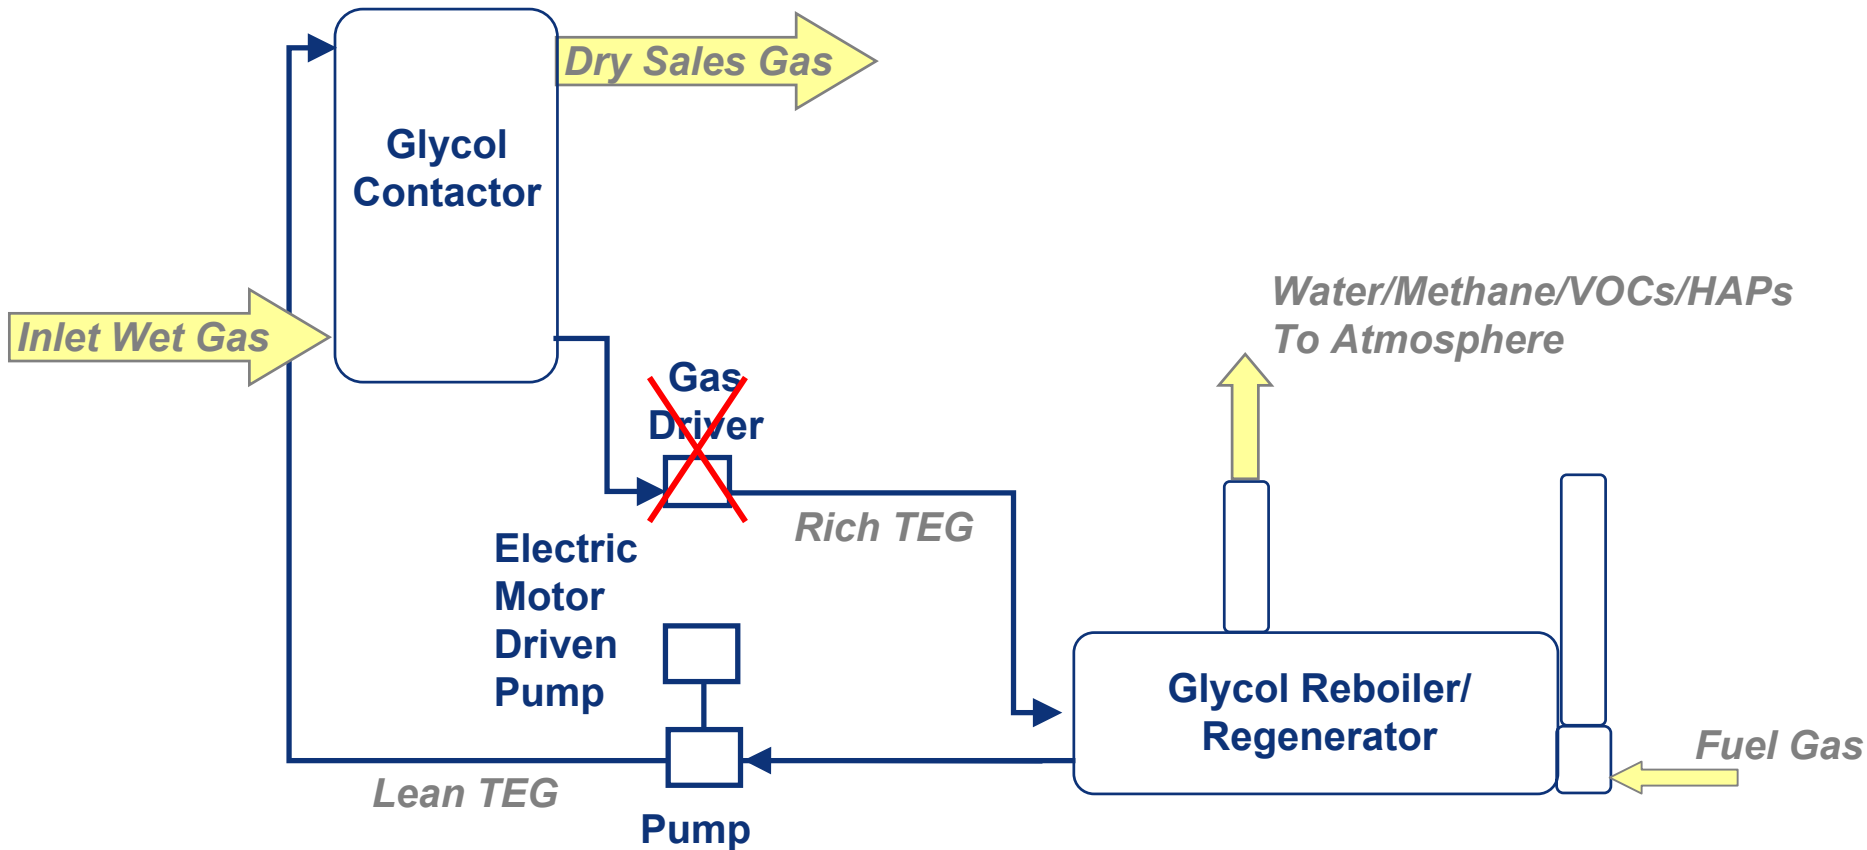 Dry Sales Gas
Glycol
Contactor
Inlet Wet Gas
Water/Methane/VOCs/HAPs
To Atmosphere
Gas
Driver
Rich TEG
Electric
Motor
Driven
Pump
Glycol Reboiler/
Regenerator
Fuel Gas
Lean TEG
Pump